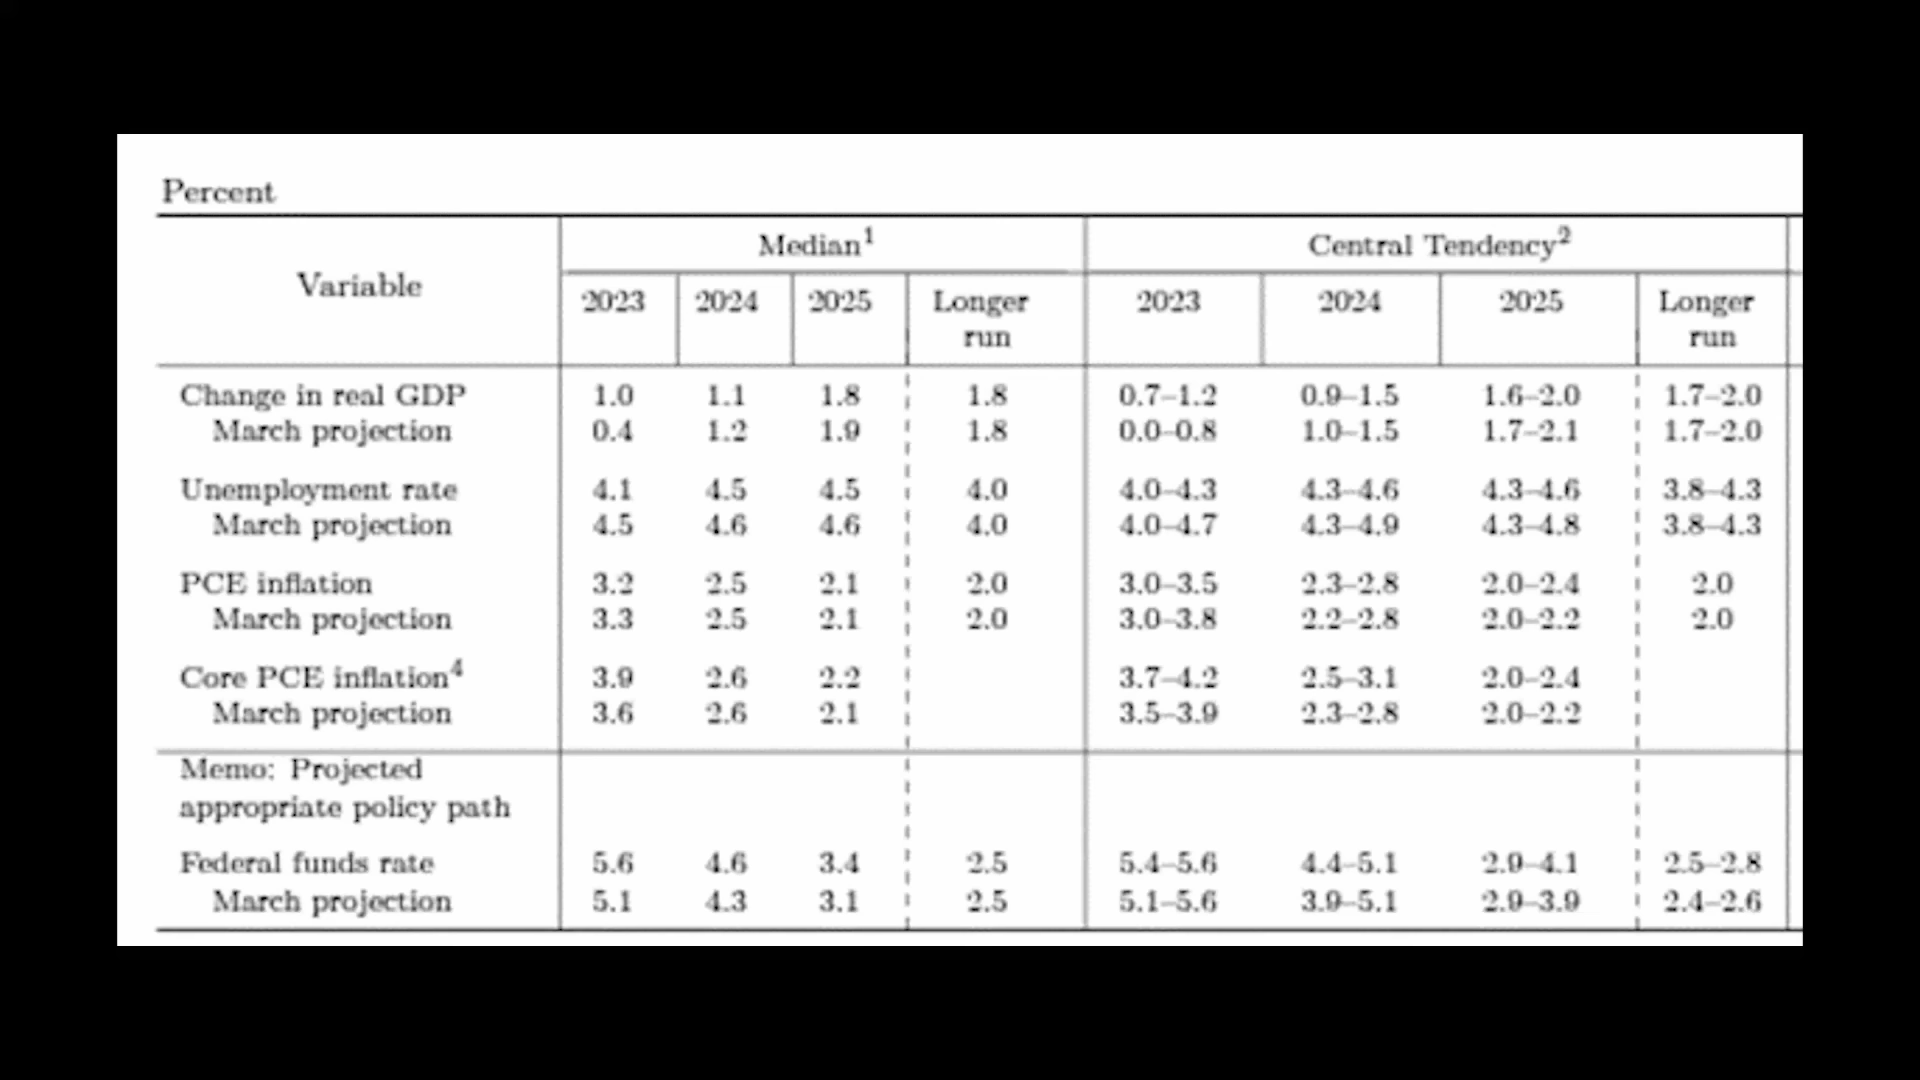 Percent
Variable Median1 Central Tendency2
2023 2024 2025 Longer run 2023 2024 2025 Longer run
Change in real GDP 1.0 1.1 1.8 1.8 0.7–1.2 0.9–1.5 1.6–2.0 1.7–2.0
March projection 0.4 1.2 1.9 1.8 0.0–0.8 1.0–1.5 1.7–2.1 1.7–2.0
Unemployment rate 4.1 4.5 4.5 4.0 4.0–4.3 4.3–4.6 4.3–4.6 3.8–4.3
March projection 4.5 4.6 4.6 4.0 4.0–4.7 4.3–4.9 4.3–4.8 3.8–4.3
PCE inflation 3.2 2.5 2.1 2.0 3.0–3.5 2.3–2.8 2.0–2.4 2.0
March projection 3.3 2.5 2.1 2.0 3.0–3.8 2.2–2.8 2.0–2.2 2.0
Core PCE inflation4 3.9 2.6 2.2 3.7–4.2 2.5–3.1 2.0–2.4
March projection 3.6 2.6 2.1 3.5–3.9 2.3–2.8 2.0–2.2
Memo: Projected
appropriate policy path
Federal funds rate 5.6 4.6 3.4 2.5 5.4–5.6 4.4–5.1 2.9–4.1 2.5–2.8
March projection 5.1 4.3 3.1 2.5 5.1–5.6 3.9–5.1 2.9–3.9 2.4–2.6